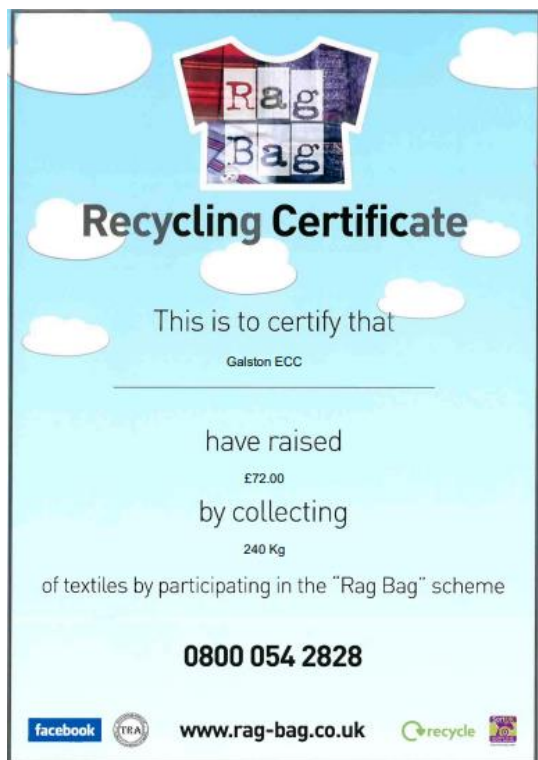 Rag
Bag
Recycling Certificate
This is to certify that
Galston ECC
have raised
£72.00
by collecting
240 Kg
of textiles by participating in the "Rag Bag" scheme
0800 054 2828
facebook
TRA
www.rag-bag.co.uk
recycle